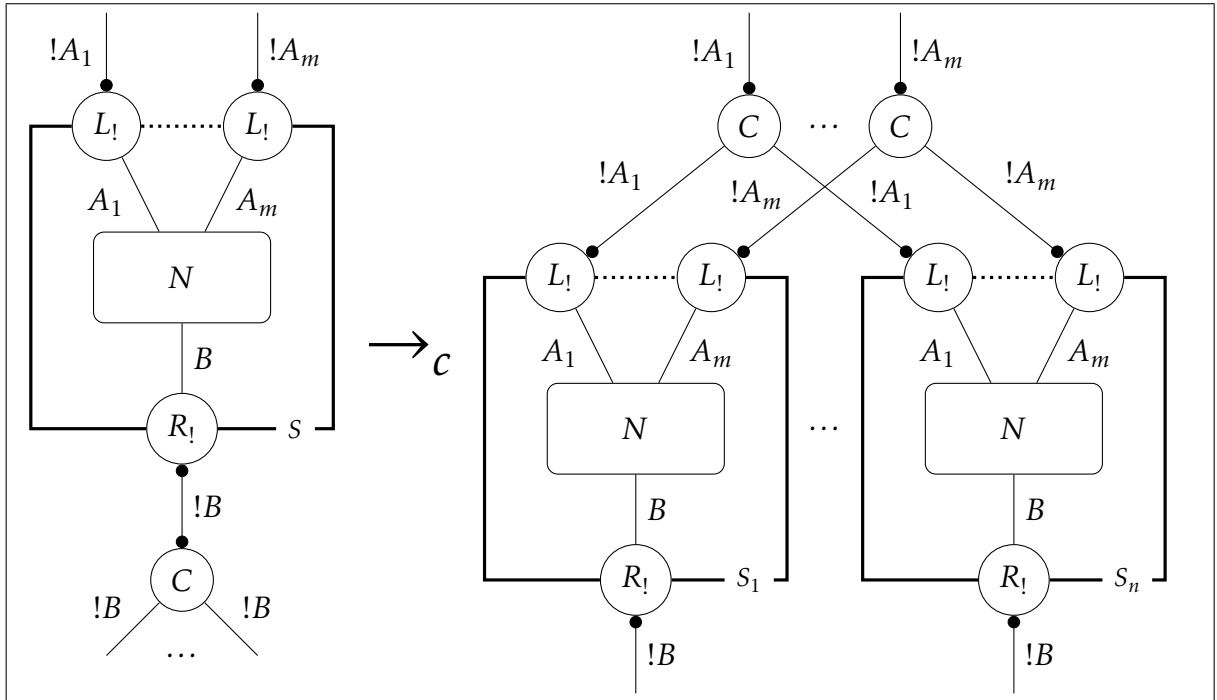 !A₁ !Aₘ
L! L!
A₁ Aₘ
N
B
R! S
!B
C
!B !B
...
→c
!A₁ !Aₘ
C ... C
!A₁ !Aₘ !A₁ !Aₘ
L! L! L! L!
A₁ Aₘ A₁ Aₘ
N ... N
B B
R! S₁ R! Sₙ
!B !B